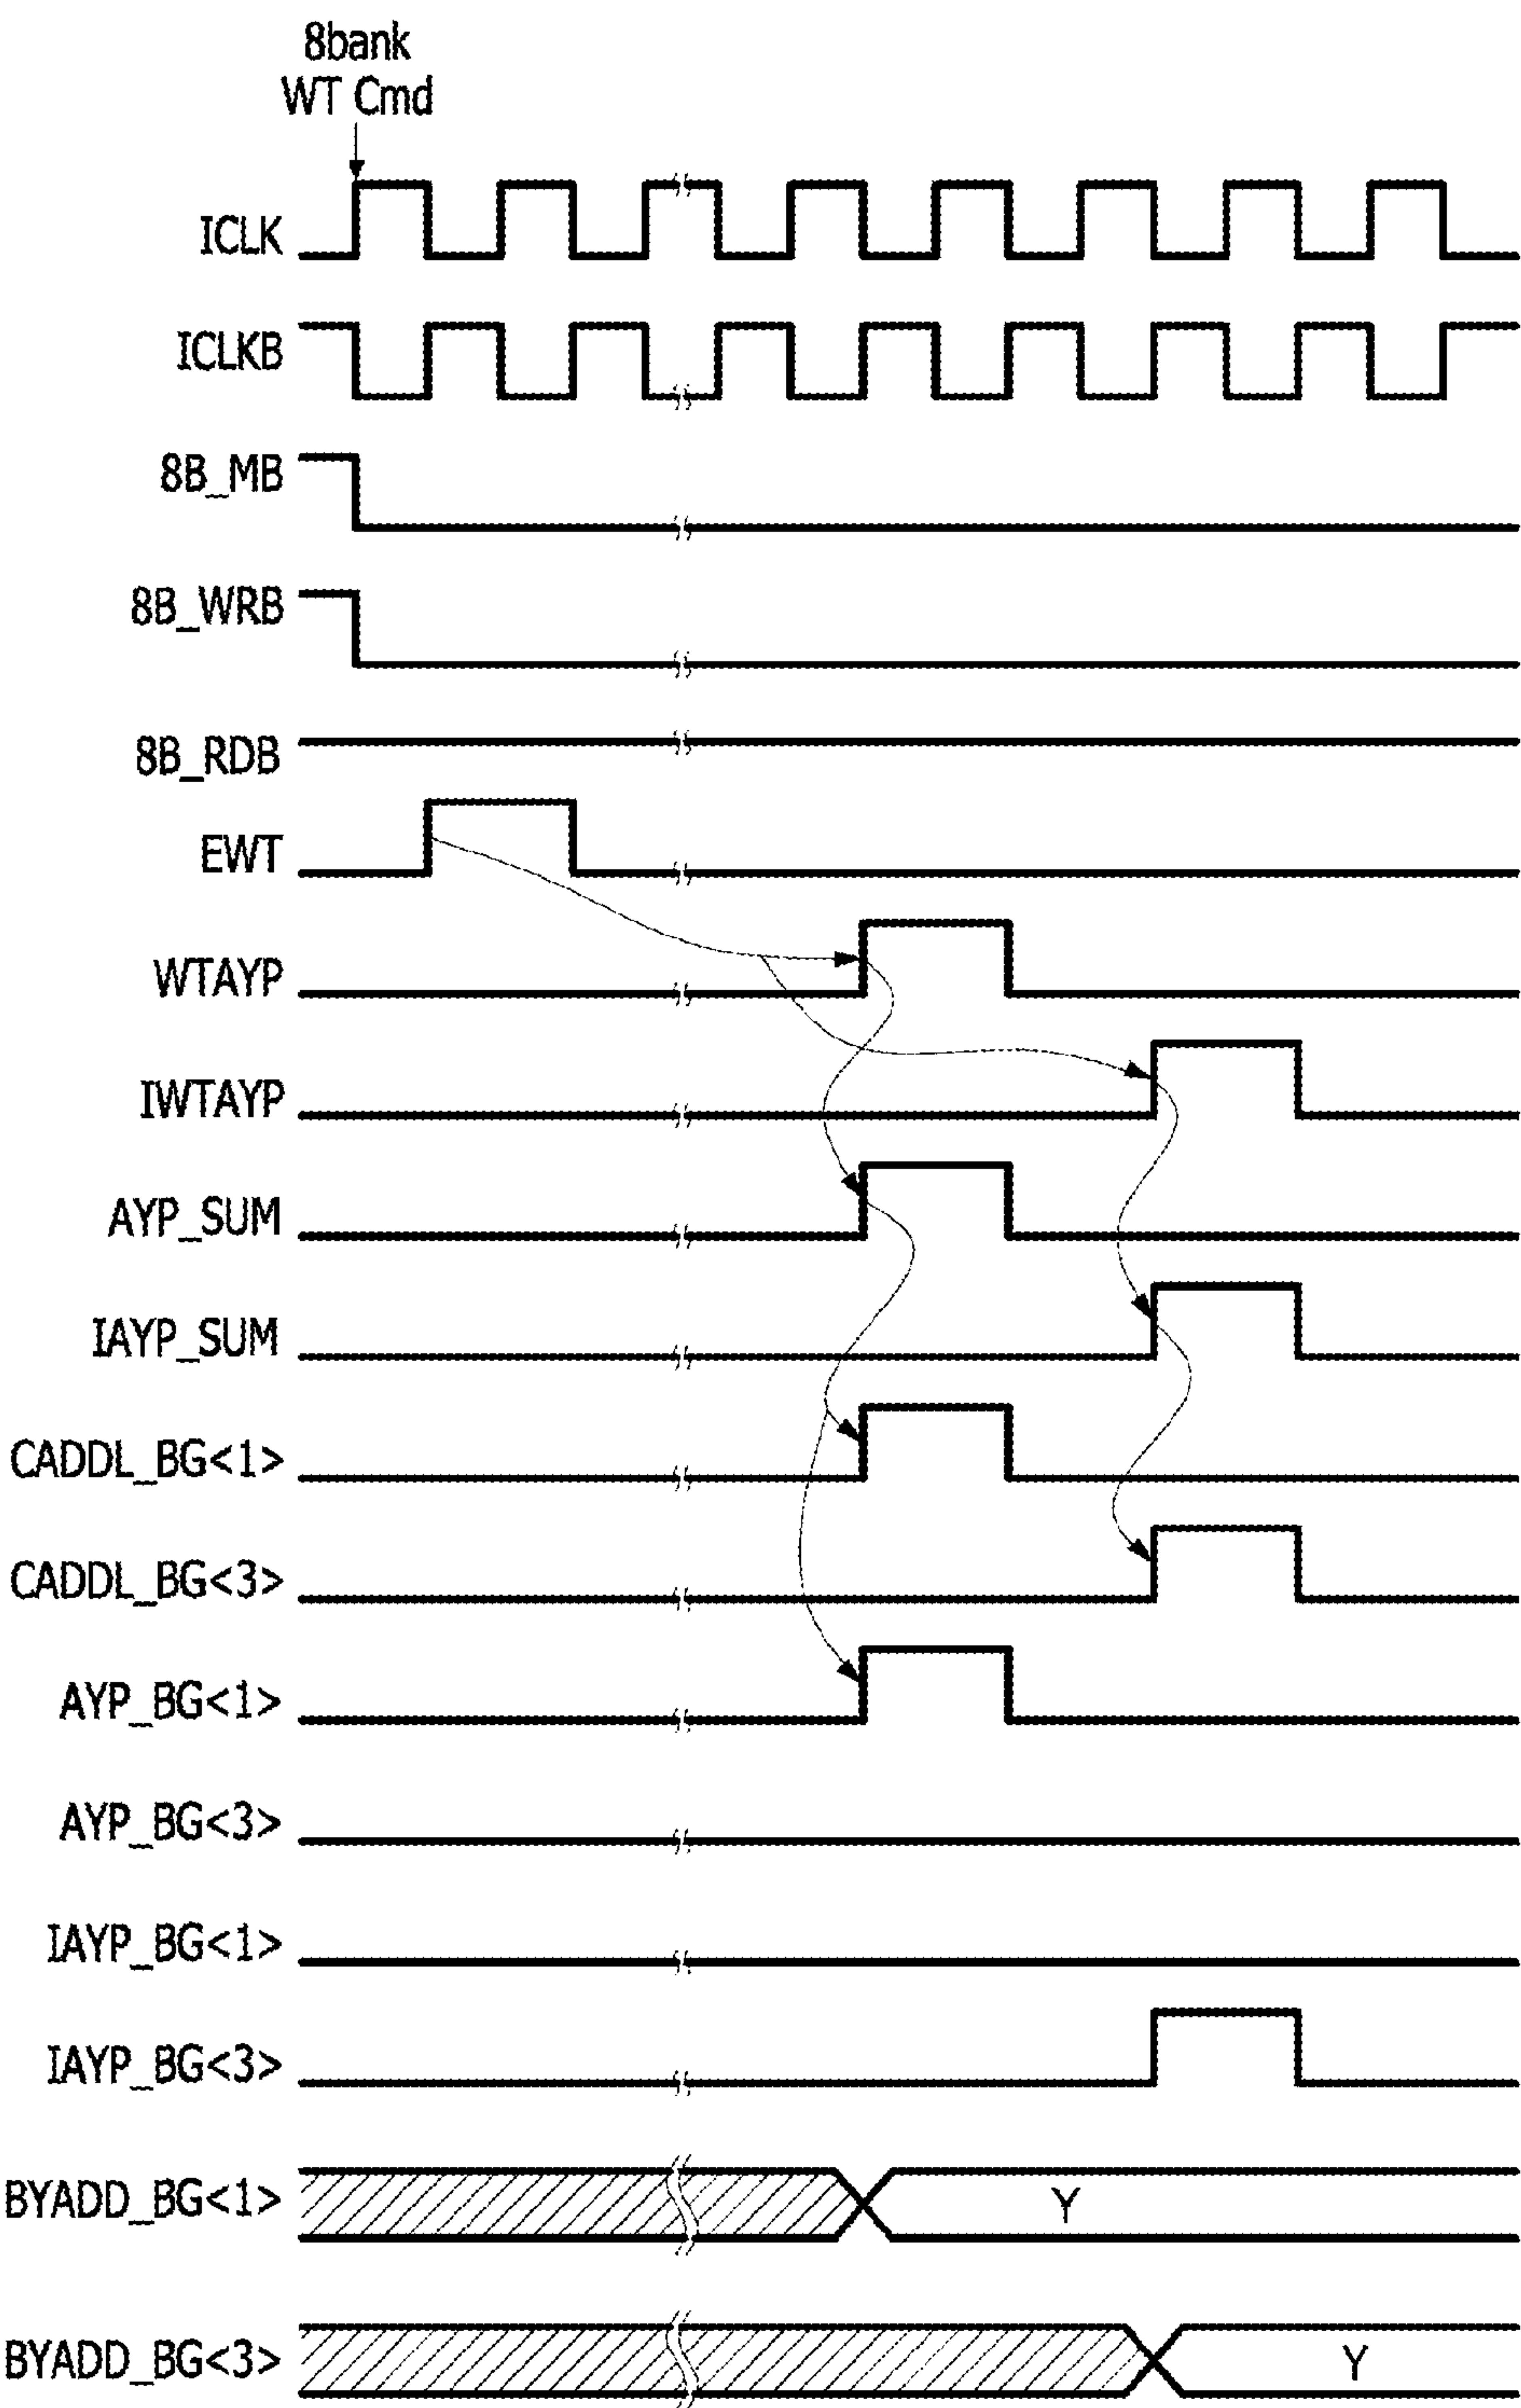 8bank
WT Cmd
ICLK
ICLKB
8B_MB
8B_WRB
8B_RDB
EWT
WTAYP
IWTAYP
AYP_SUM
IAYP_SUM
CADDL_BG<1>
CADDL_BG<3>
AYP_BG<1>
AYP_BG<3>
IAYP_BG<1>
IAYP_BG<3>
BYADD_BG<1> Y
BYADD_BG<3> Y